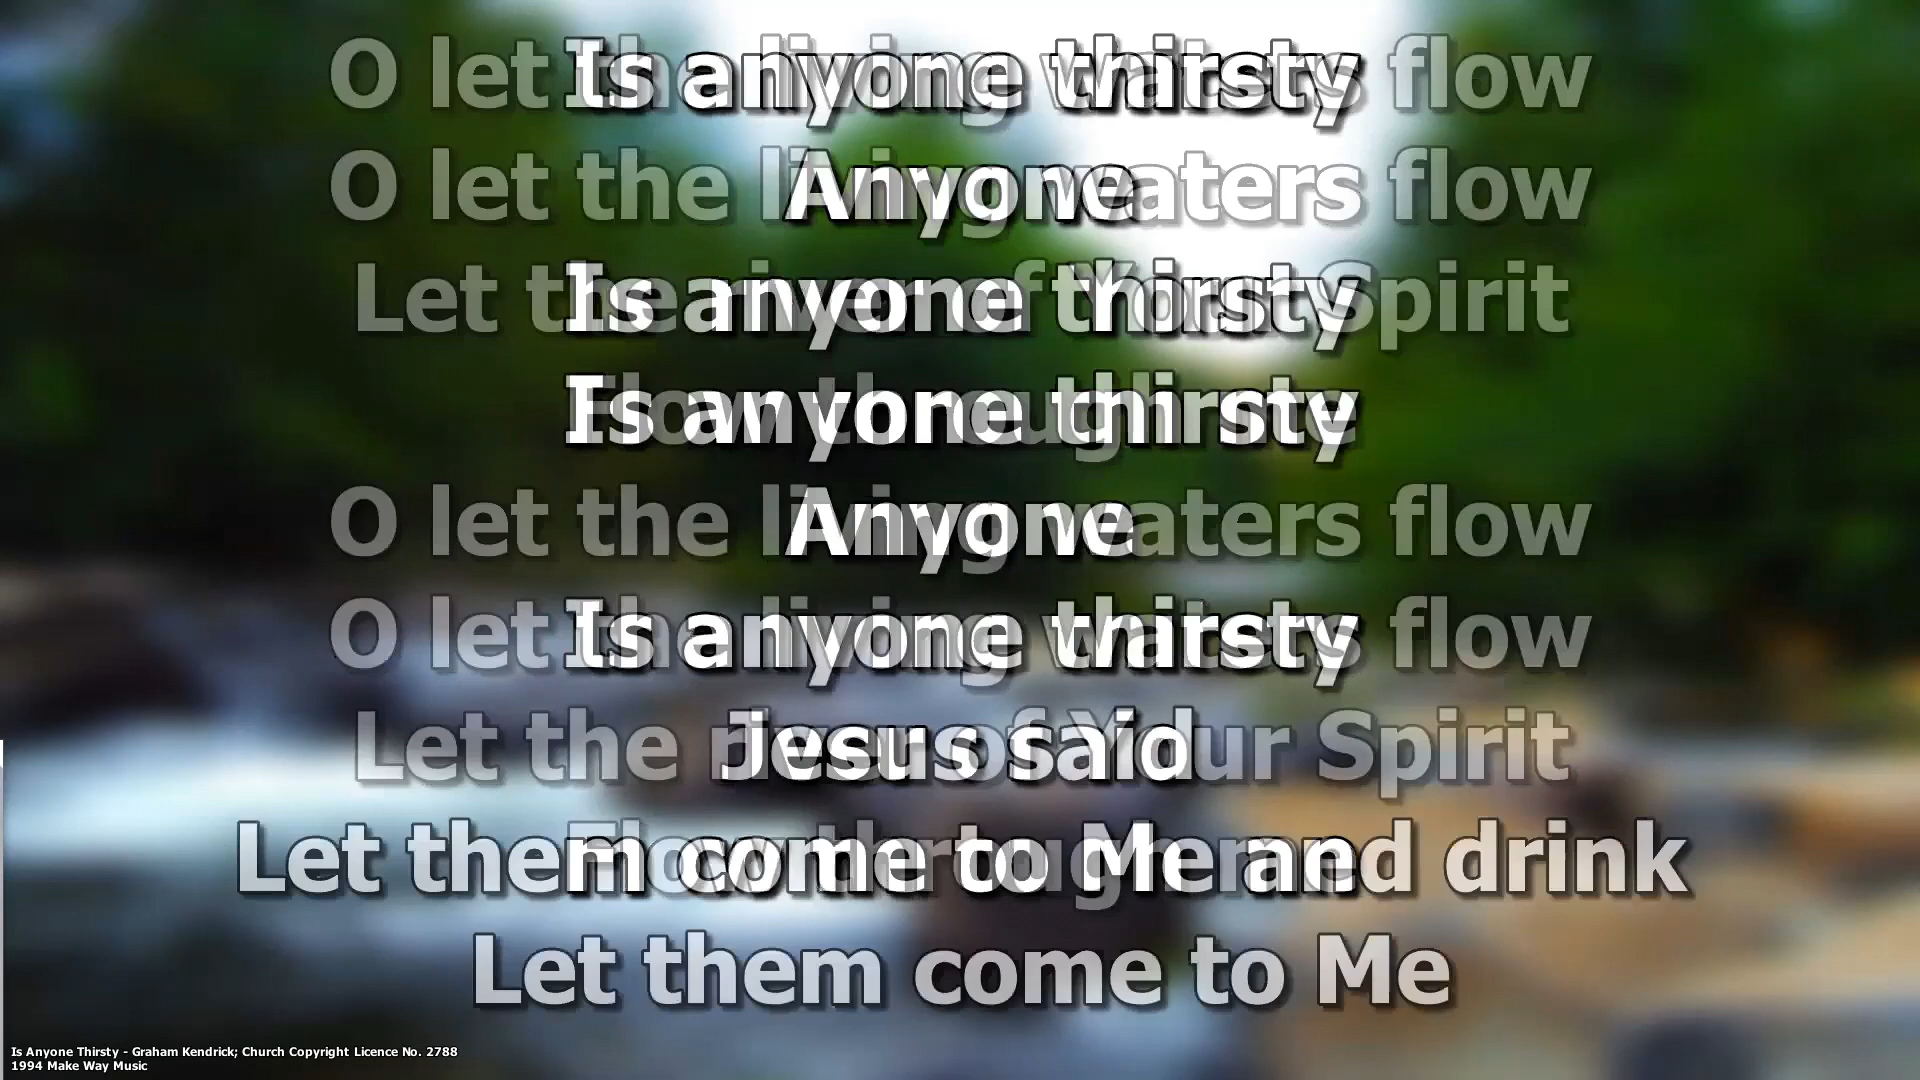 O let the living waters flow
Is anyone thirsty
O let the living waters flow
Anyone
Let the river of Your Spirit
Is anyone thirsty
Flow through me
Is anyone thirsty
O let the living waters flow
Anyone
O let the living waters flow
Is anyone thirsty
Let the river of Your Spirit
Jesus said
Flow through me
Let them come to Me and drink
Let them come to Me
Is Anyone Thirsty - Graham Kendrick; Church Copyright Licence No. 2788
1994 Make Way Music